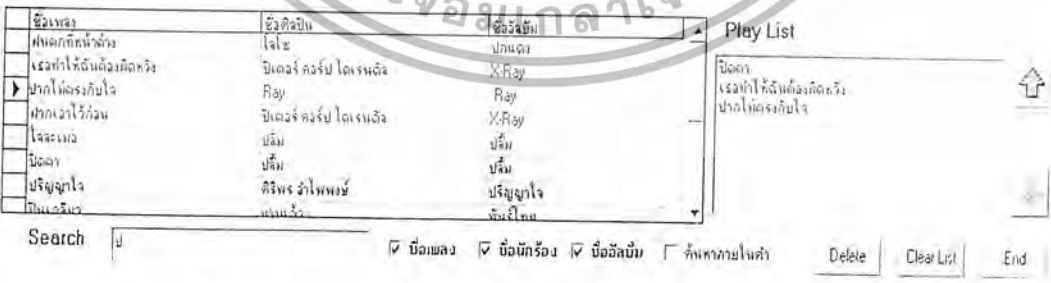 ชื่อเพลง ชื่อศิลปิน ชื่ออัลบั้ม
ฝนตกที่หน้าต่าง โลโซ ปกแดง
เธอทำให้ฉันต้องผิดหวัง ปีเตอร์ คอร์ป ไดเรนดัล X-Ray
ปากไม่ตรงกับใจ Ray Ray
ฝากเอาไว้ก่อน ปีเตอร์ คอร์ป ไดเรนดัล X-Ray
ใจละเมอ ปลื้ม ปลื้ม
ปิดตา ปลื้ม ปลื้ม
ปริญญาใจ ศิริพร อำไพพงษ์ ปริญญาใจ
พันธ์ไทย
Play List
ปิดตา
เธอทำให้ฉันต้องผิดหวัง
ปากไม่ตรงกับใจ
Search ป ชื่อเพลง ชื่อนักร้อง ชื่ออัลบั้ม ค้นหาภายในคำ Delete Clear List End